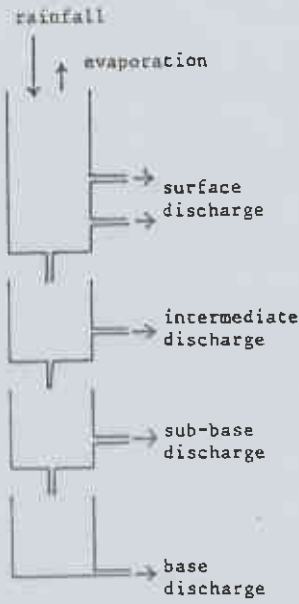 rainfall
evaporation
surface
discharge
intermediate
discharge
sub-base
discharge
base
discharge